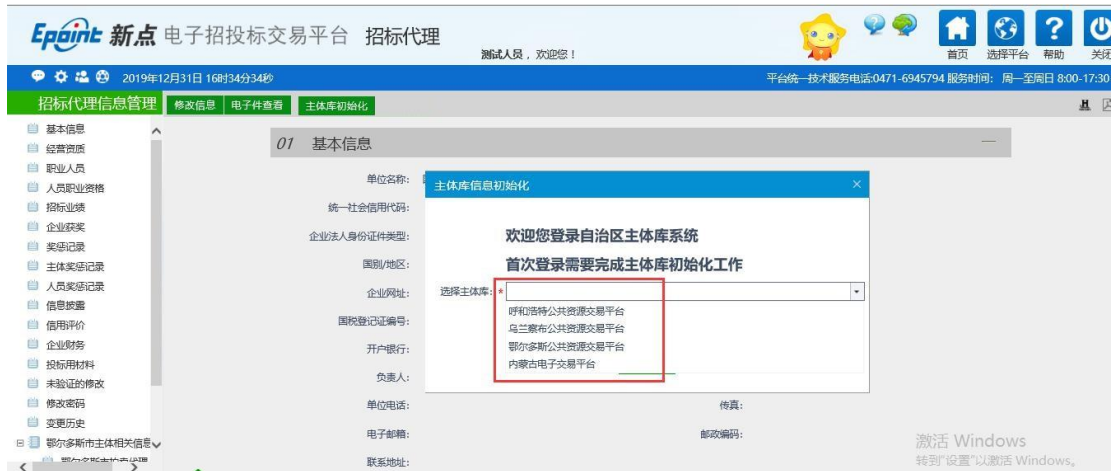 Epoint 新点 电子招投标交易平台 招标代理
测试人员，欢迎您！
首页 选择平台 帮助 关闭
2019年12月31日 16时34分34秒
平台统一技术服务电话:0471-6945794 服务时间：周一至周日 8:00-17:30
招标代理信息管理 修改信息 电子件查看 主体库初始化
基本信息
经营资质
职业人员
人员职业资格
招标业绩
企业获奖
奖惩记录
主体奖惩记录
人员奖惩记录
信息披露
信用评价
企业财务
投标用材料
未验证的修改
修改密码
变更历史
鄂尔多斯市主体相关信息
01 基本信息
单位名称:
统一社会信用代码:
企业法人身份证件类型:
国别/地区:
企业网址:
国税登记证编号:
开户银行:
负责人:
单位电话:
传真:
电子邮箱:
邮政编码:
联系地址:
主体库信息初始化
欢迎您登录自治区主体库系统
首次登录需要完成主体库初始化工作
选择主体库: *
呼和浩特公共资源交易平台
乌兰察布公共资源交易平台
鄂尔多斯公共资源交易平台
内蒙古电子交易平台
激活 Windows
转到"设置"以激活 Windows。